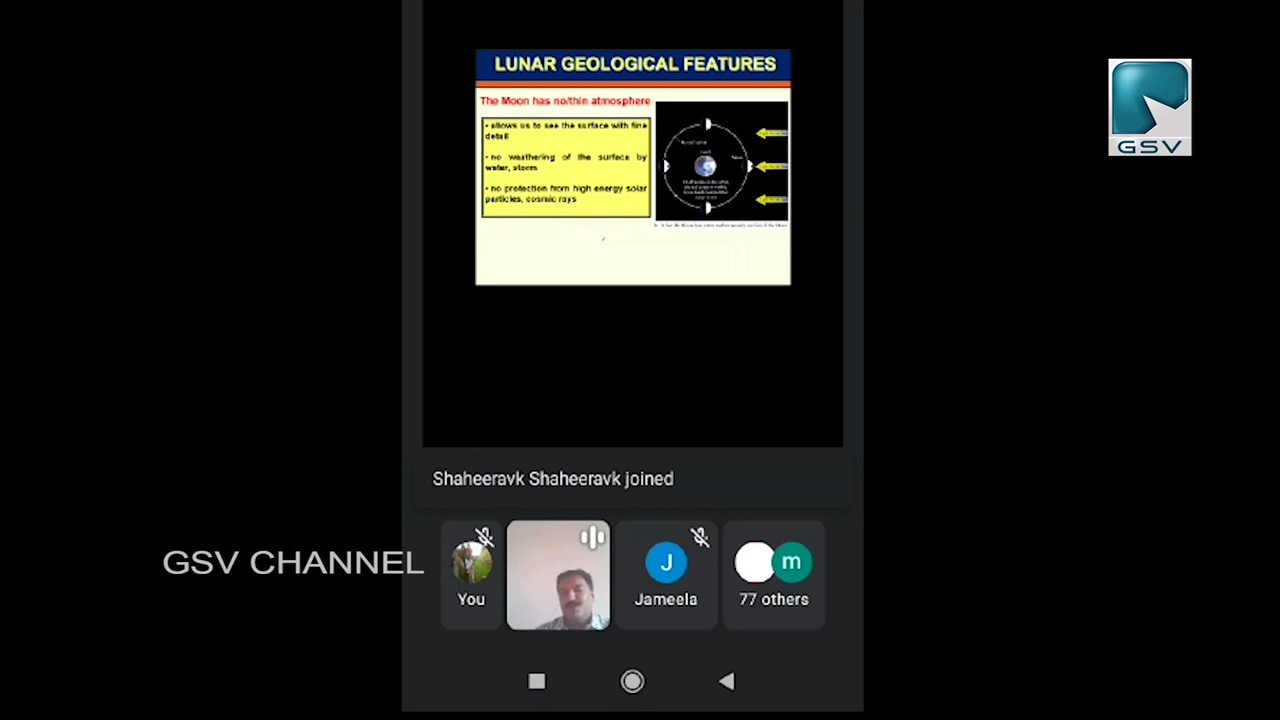 LUNAR GEOLOGICAL FEATURES
The Moon has no/thin atmosphere
• allows us to see the surface with fine
detail
• no weathering of the surface by
water, storm
• no protection from high energy solar
particles, cosmic rays
GSV
Shaheeravk Shaheeravk joined
GSV CHANNEL
You
J
Jameela
m
77 others